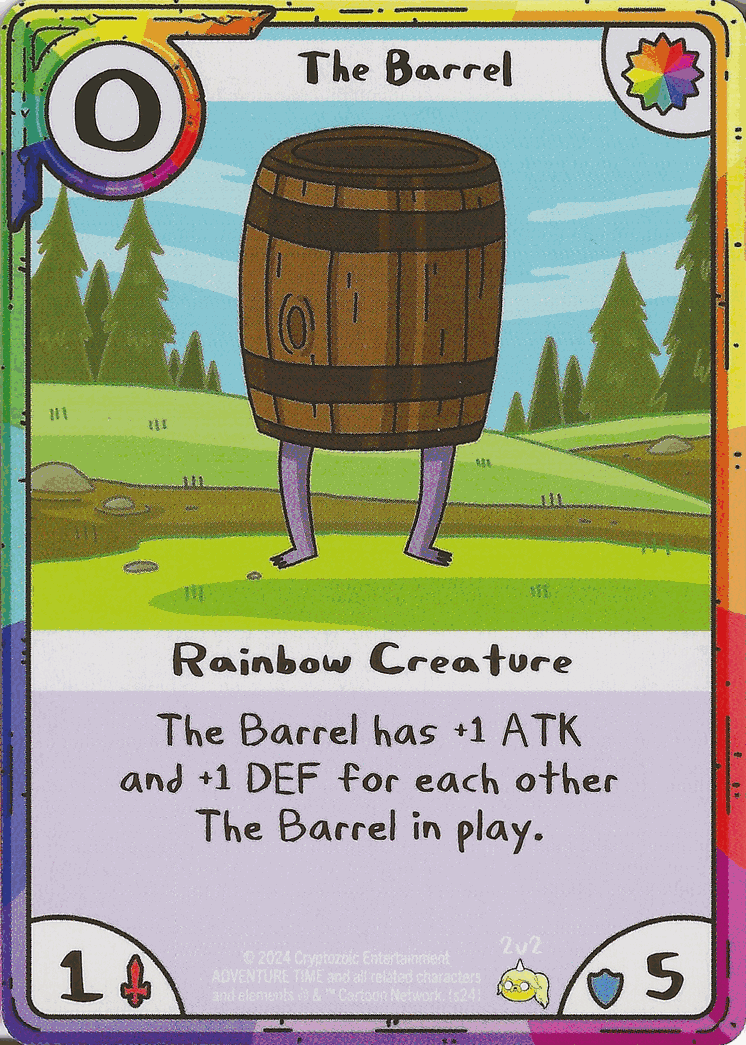 0
The Barrel
Rainbow Creature
The Barrel has +1 ATK
and +1 DEF for each other
The Barrel in play.
1
© 2024 Cryptozoic Entertainment
ADVENTURE TIME and all related characters
and elements © & ™ Cartoon Network. (s24)
2v2
5